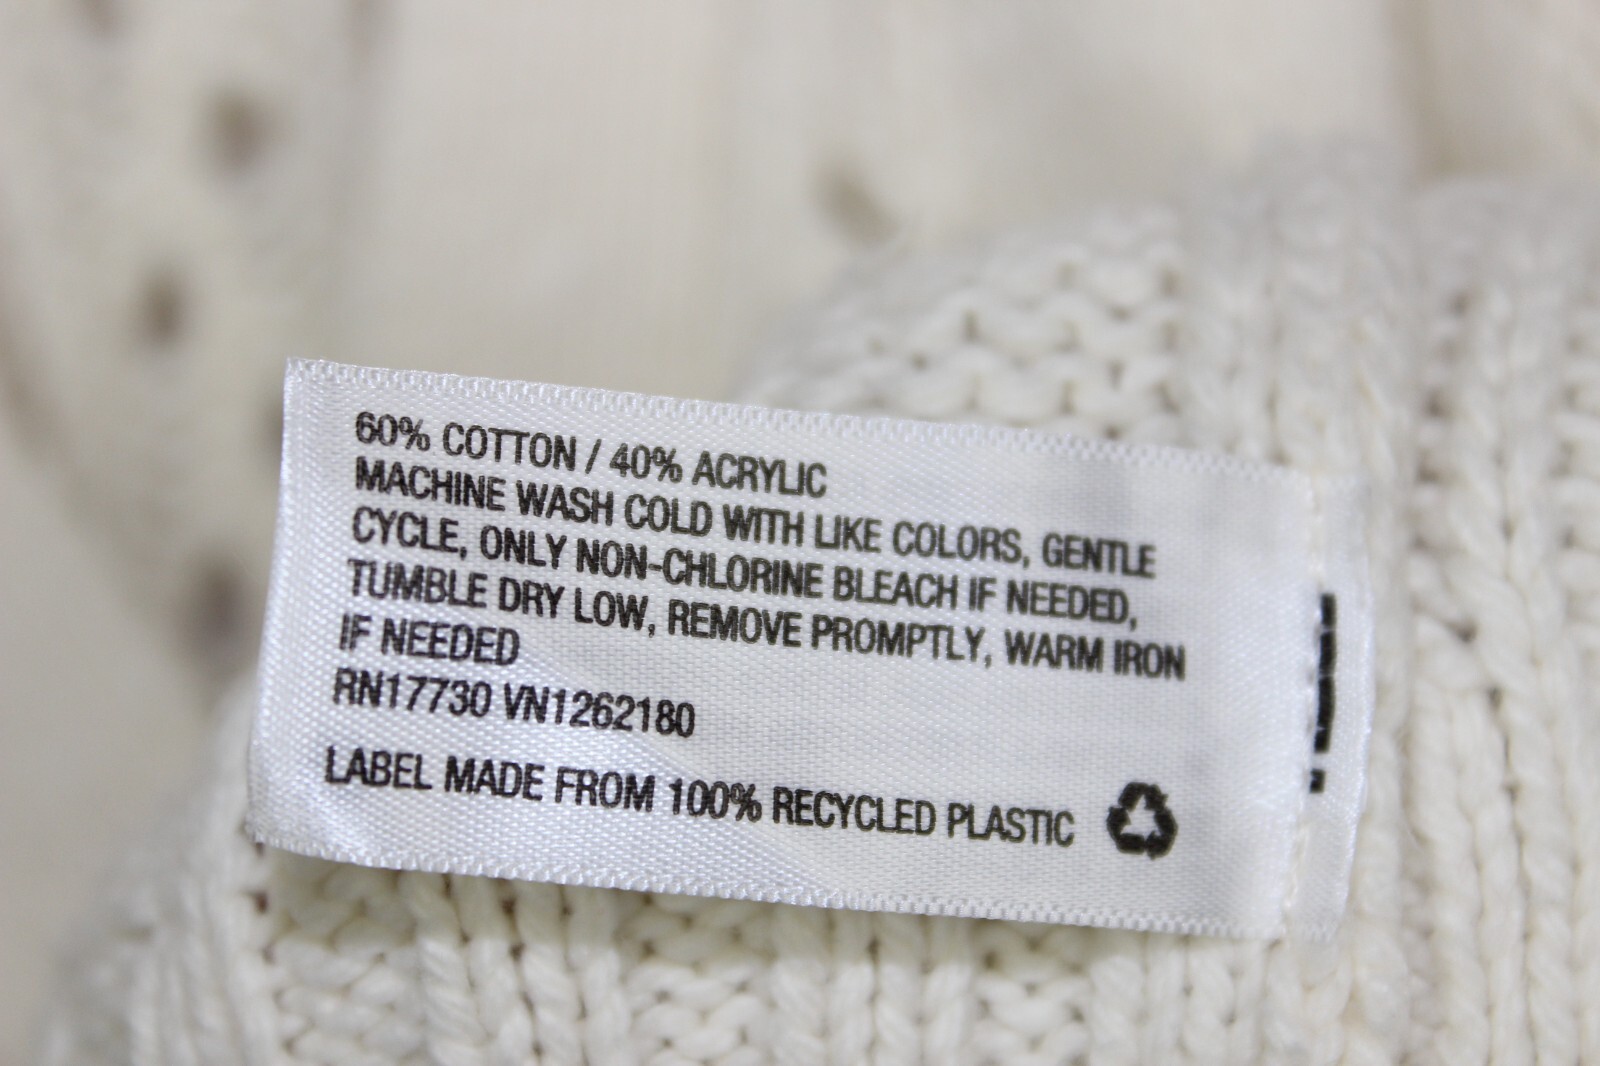 60% COTTON / 40% ACRYLIC
MACHINE WASH COLD WITH LIKE COLORS, GENTLE
CYCLE, ONLY NON-CHLORINE BLEACH IF NEEDED,
TUMBLE DRY LOW, REMOVE PROMPTLY, WARM IRON
IF NEEDED
RN17730 VN1262180
LABEL MADE FROM 100% RECYCLED PLASTIC